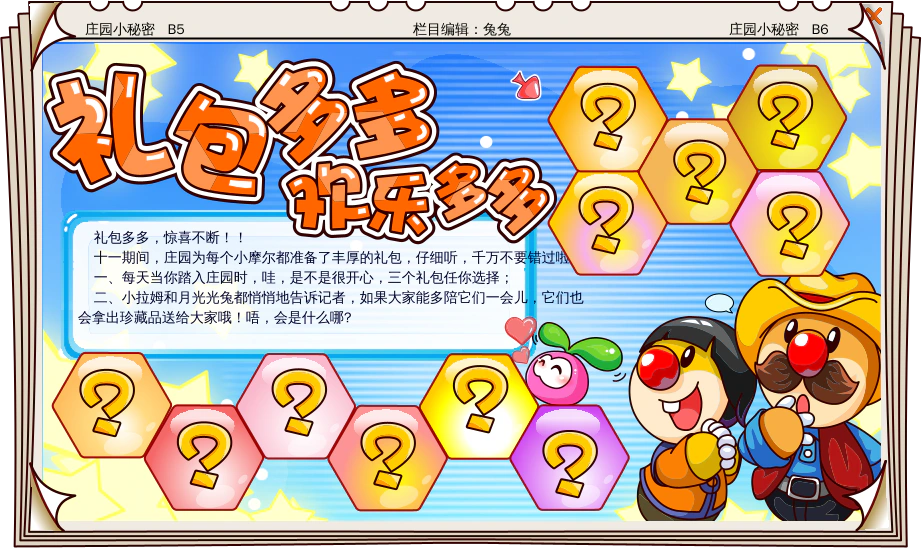 庄园小秘密 B5
栏目编辑：兔兔
庄园小秘密 B6
礼包多多
欢乐多多
礼包多多，惊喜不断！！
十一期间，庄园为每个小摩尔都准备了丰厚的礼包，仔细听，千万不要错过啦
一、每天当你踏入庄园时，哇，是不是很开心，三个礼包任你选择；
二、小拉姆和月光光兔都悄悄地告诉记者，如果大家能多陪它们一会儿，它们也
会拿出珍藏品送给大家哦！唔，会是什么哪?
? ? ? ? ?
? ? ? ? ? ?